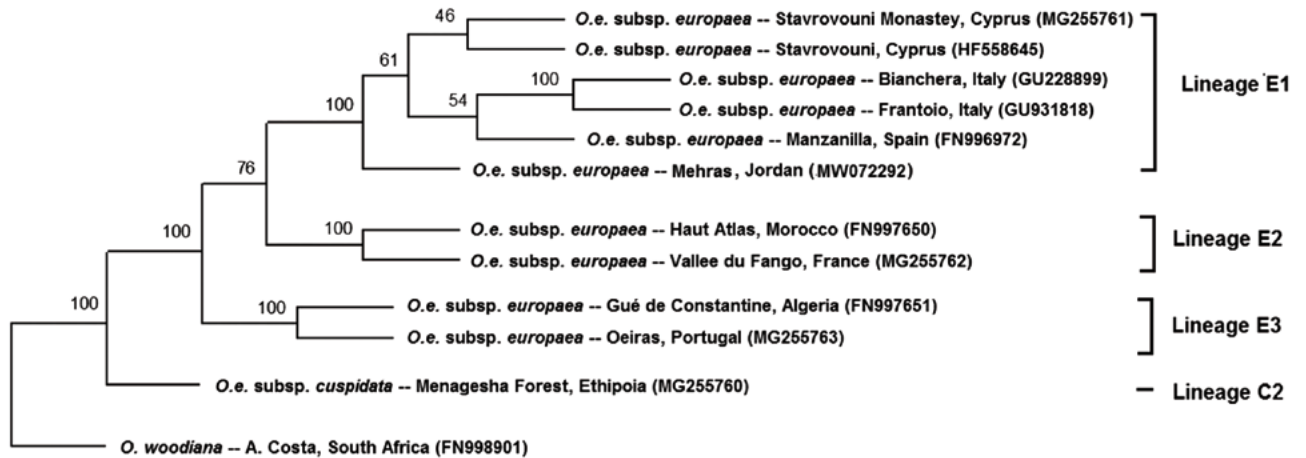 46
O.e. subsp. europaea -- Stavrovouni Monastey, Cyprus (MG255761)
O.e. subsp. europaea -- Stavrovouni, Cyprus (HF558645)
61
100
O.e. subsp. europaea -- Bianchera, Italy (GU228899)
Lineage E1
54
O.e. subsp. europaea -- Frantoio, Italy (GU931818)
100
O.e. subsp. europaea -- Manzanilla, Spain (FN996972)
76
O.e. subsp. europaea -- Mehras, Jordan (MW072292)
100
O.e. subsp. europaea -- Haut Atlas, Morocco (FN997650)
Lineage E2
100
O.e. subsp. europaea -- Vallee du Fango, France (MG255762)
100
100
O.e. subsp. europaea -- Gué de Constantine, Algeria (FN997651)
Lineage E3
O.e. subsp. europaea -- Oeiras, Portugal (MG255763)
O.e. subsp. cuspidata -- Menagesha Forest, Ethipoia (MG255760)
Lineage C2
O. woodiana -- A. Costa, South Africa (FN998901)